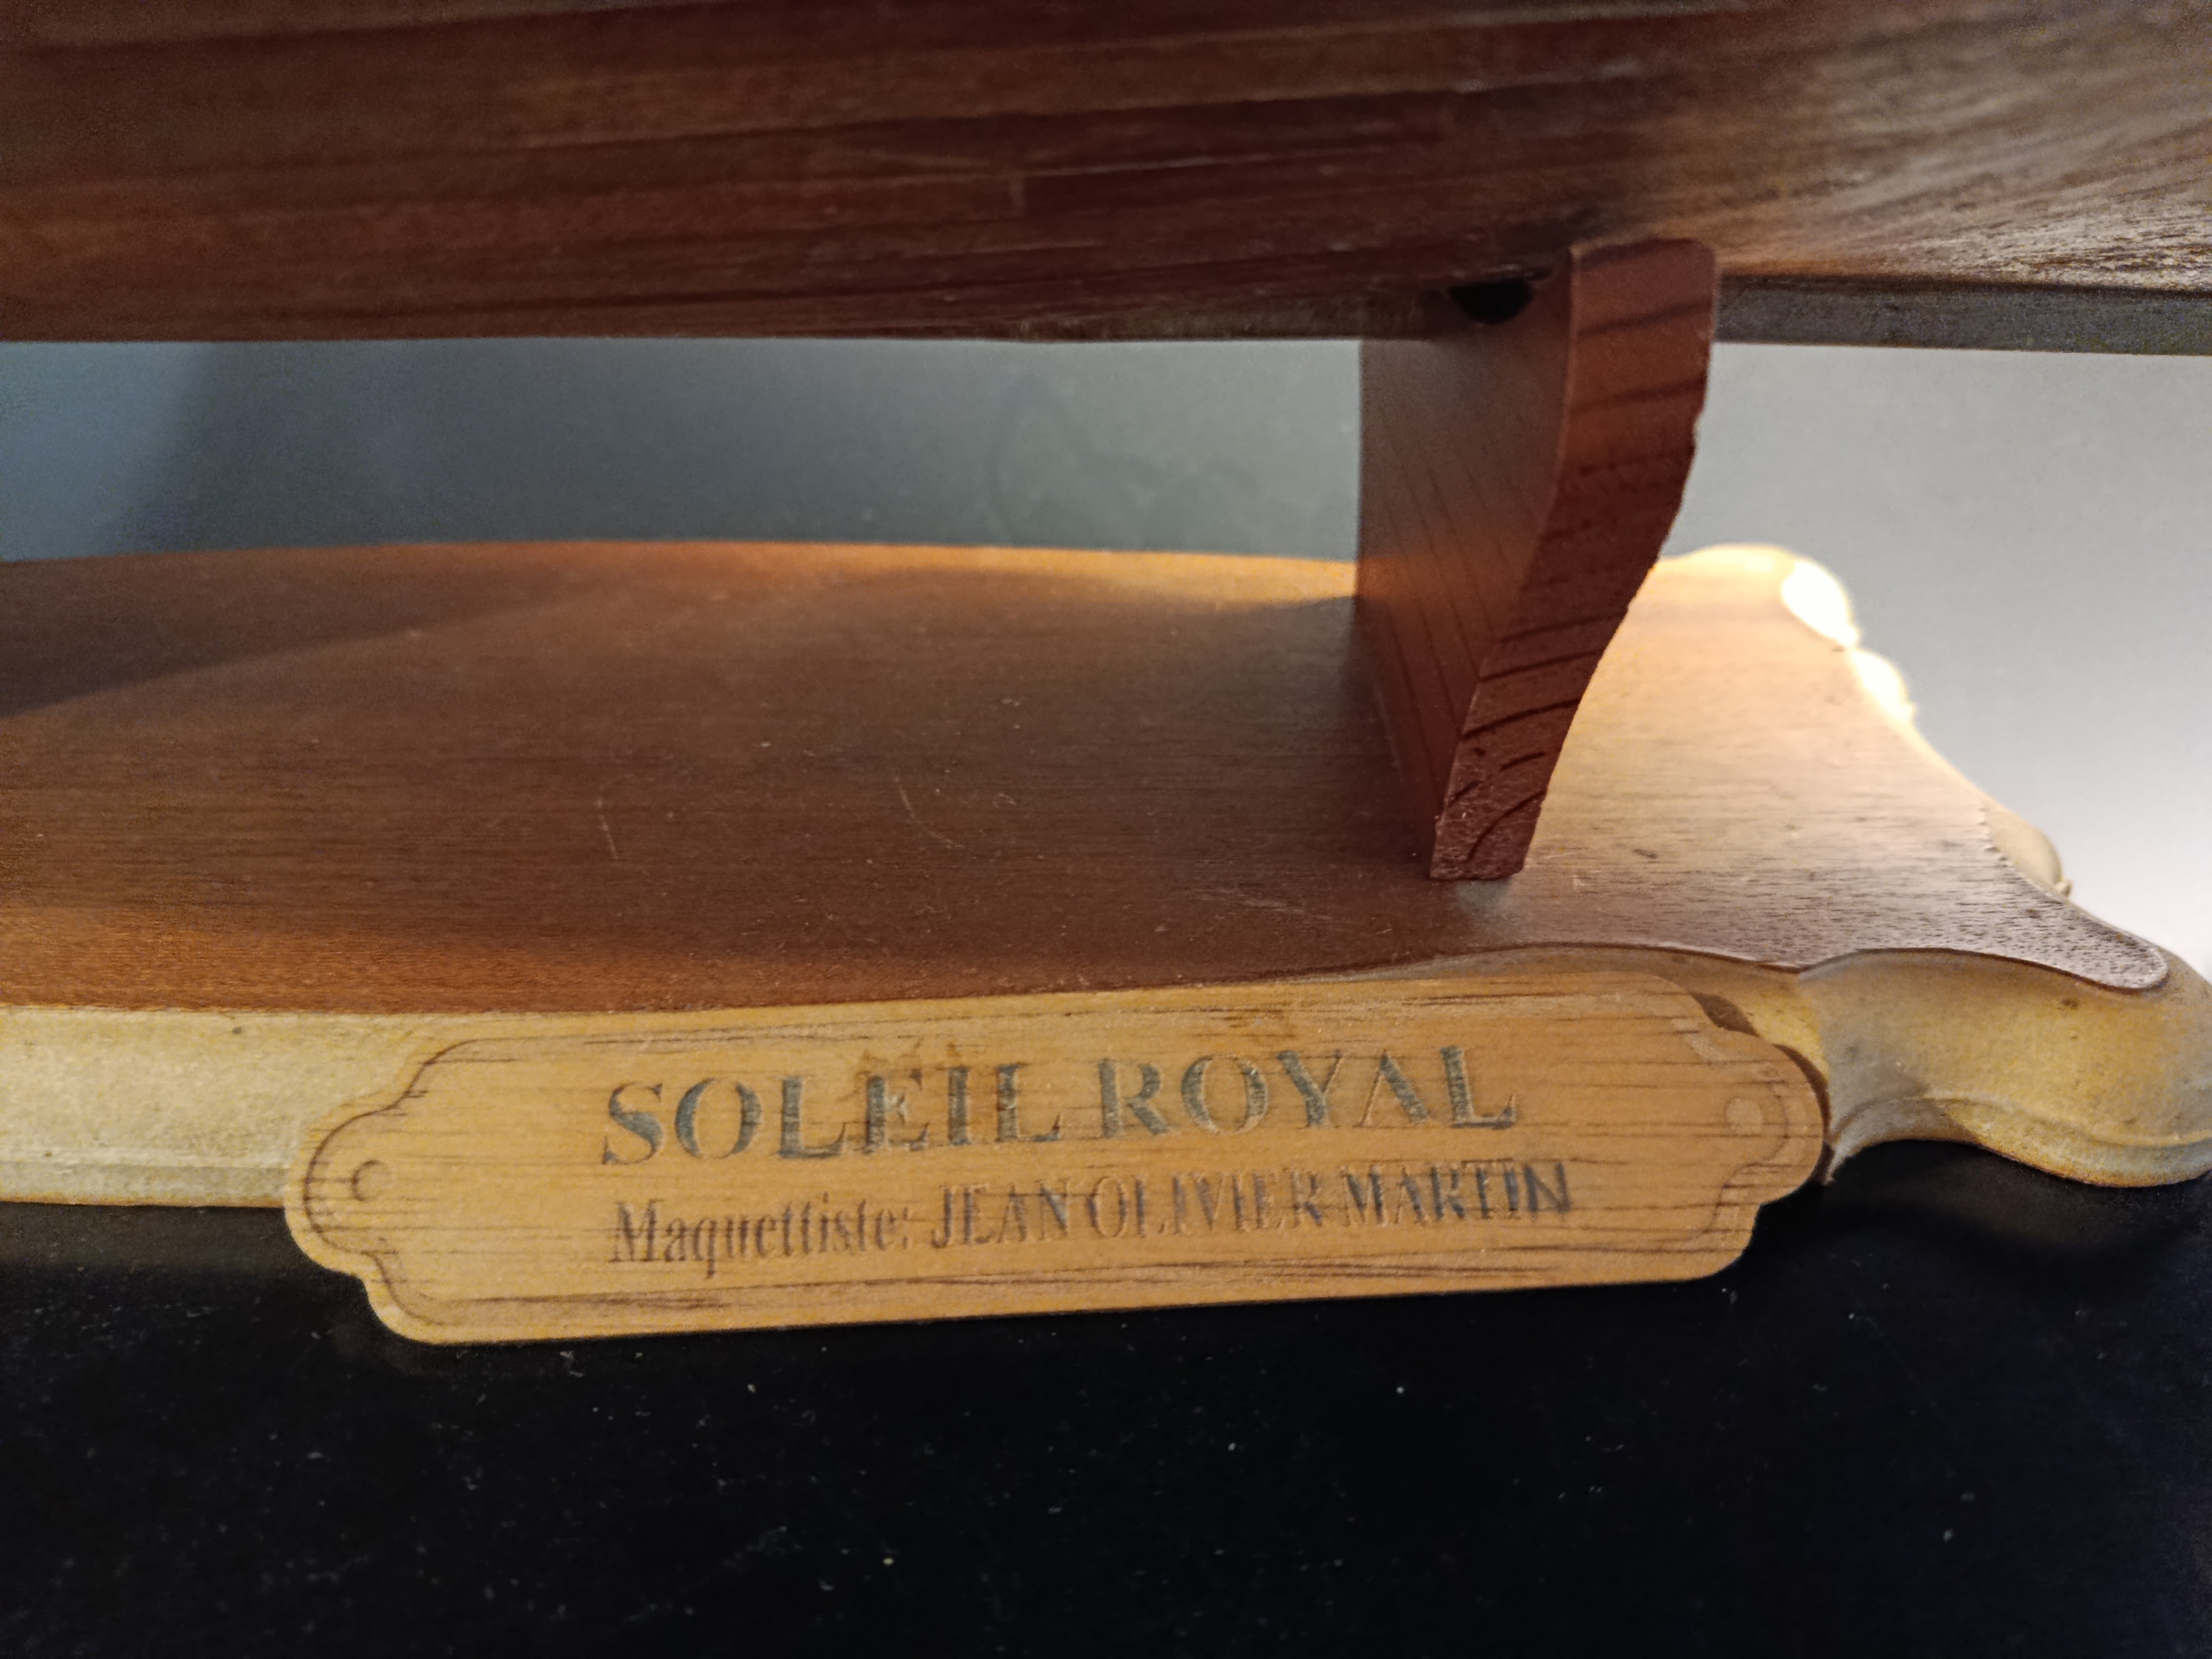 SOLEIL ROYAL
Maquettiste: JEAN OLIVIER MARTIN